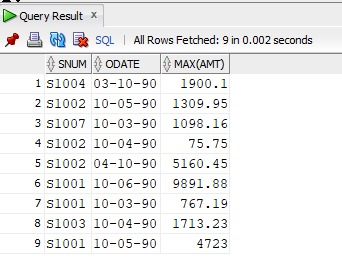 Query Result ×
SQL | All Rows Fetched: 9 in 0.002 seconds
SNUM ODATE MAX(AMT)
1 S1004 03-10-90 1900.1
2 S1002 10-05-90 1309.95
3 S1007 10-03-90 1098.16
4 S1002 10-04-90 75.75
5 S1002 04-10-90 5160.45
6 S1001 10-06-90 9891.88
7 S1001 10-03-90 767.19
8 S1003 10-04-90 1713.23
9 S1001 10-05-90 4723